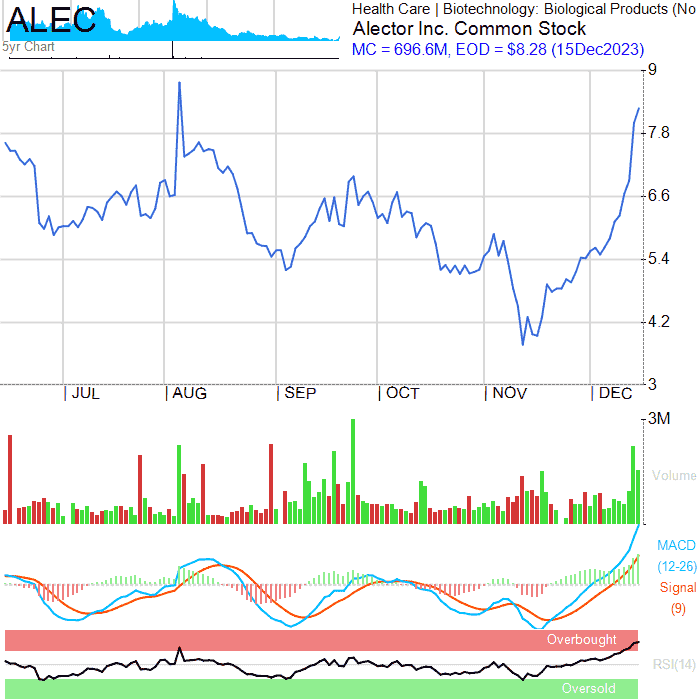 ALEC
5yr Chart
Health Care | Biotechnology: Biological Products (No
Alector Inc. Common Stock
MC = 696.6M, EOD = $8.28 (15Dec2023)
9
7.8
6.6
5.4
4.2
3
| JUL | AUG | SEP | OCT | NOV | DEC
3M
Volume
MACD
(12-26)
Signal
(9)
Overbought
RSI(14)
Oversold